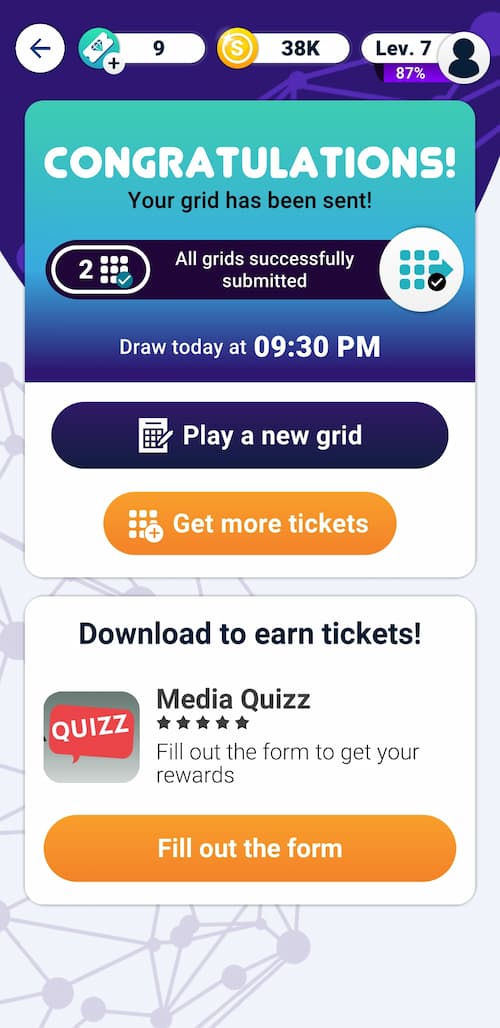 9
38K
Lev. 7
87%
CONGRATULATIONS!
Your grid has been sent!
2
All grids successfully
submitted
Draw today at 09:30 PM
Play a new grid
Get more tickets
Download to earn tickets!
QUIZZ
Media Quizz
Fill out the form to get your
rewards
Fill out the form